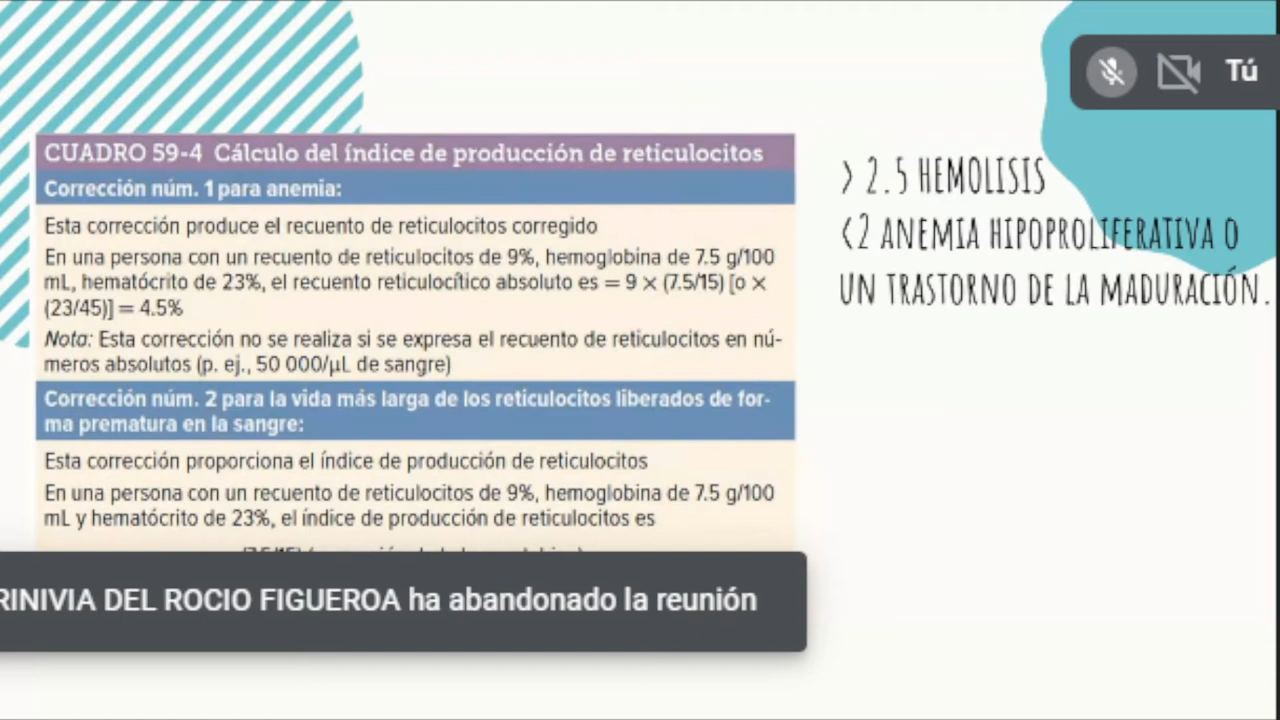 Tú
CUADRO 59-4 Cálculo del índice de producción de reticulocitos
Corrección núm. 1 para anemia:
Esta corrección produce el recuento de reticulocitos corregido
En una persona con un recuento de reticulocitos de 9%, hemoglobina de 7.5 g/100
mL, hematócrito de 23%, el recuento reticulocítico absoluto es = 9 × (7.5/15) [o ×
(23/45)] = 4.5%
Nota: Esta corrección no se realiza si se expresa el recuento de reticulocitos en nú-
meros absolutos (p. ej., 50 000/μL de sangre)
Corrección núm. 2 para la vida más larga de los reticulocitos liberados de for-
ma prematura en la sangre:
Esta corrección proporciona el índice de producción de reticulocitos
En una persona con un recuento de reticulocitos de 9%, hemoglobina de 7.5 g/100
mL y hematócrito de 23%, el índice de producción de reticulocitos es
> 2.5 HEMOLISIS
<2 ANEMIA HIPOPROLIFERATIVA O
UN TRASTORNO DE LA MADURACIÓN.
RINIVIA DEL ROCIO FIGUEROA ha abandonado la reunión